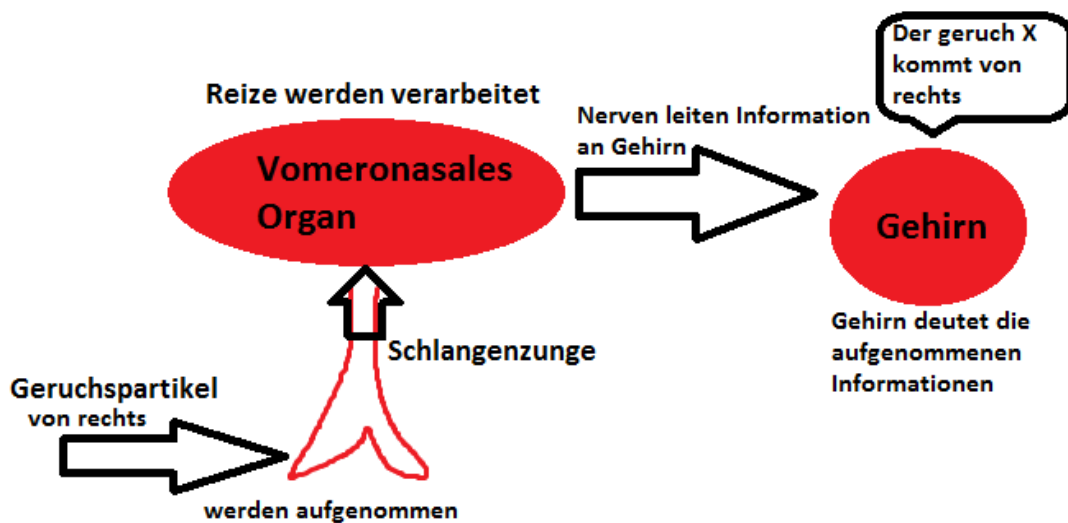 Der geruch X
kommt von
rechts
Reize werden verarbeitet
Nerven leiten Information
an Gehirn
Vomeronasales
Organ
Gehirn
Gehirn deutet die
aufgenommenen
Informationen
Schlangenzunge
Geruchspartikel
von rechts
werden aufgenommen